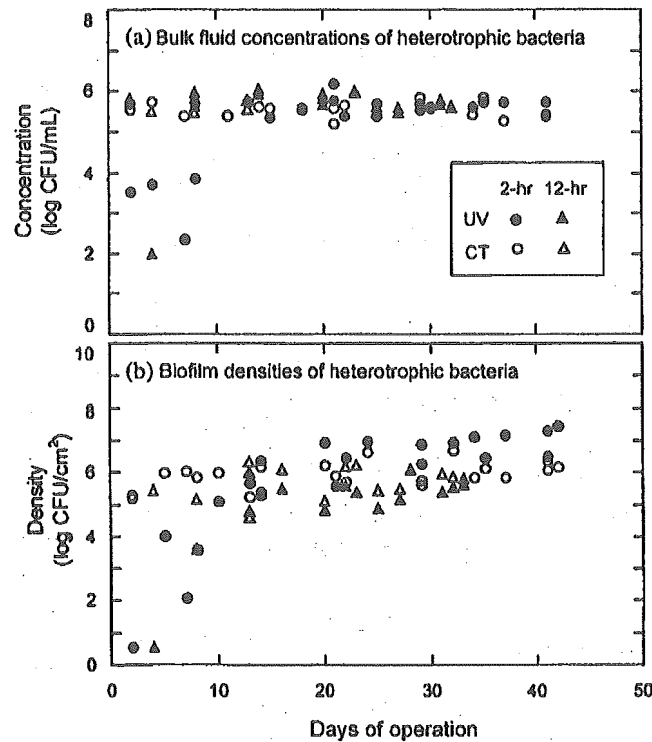 (a) Bulk fluid concentrations of heterotrophic bacteria
Concentration
(log CFU/mL)
8
6
4
2
0
2-hr 12-hr
UV
CT
(b) Biofilm densities of heterotrophic bacteria
Density
(log CFU/cm²)
10
8
6
4
2
0
0 10 20 30 40 50
Days of operation